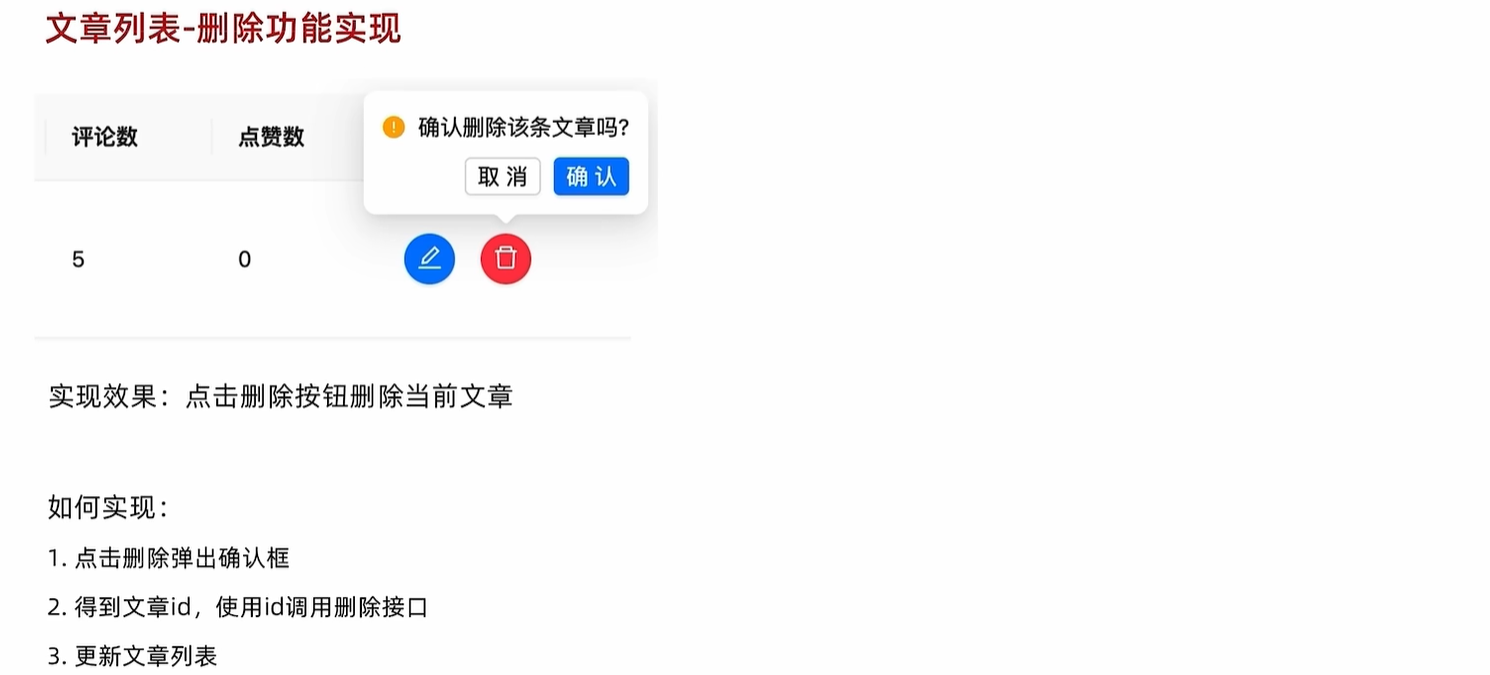 文章列表-删除功能实现
确认删除该条文章吗?
评论数 点赞数
取 消 确 认
5 0
实现效果：点击删除按钮删除当前文章
如何实现：
1. 点击删除弹出确认框
2. 得到文章id，使用id调用删除接口
3. 更新文章列表